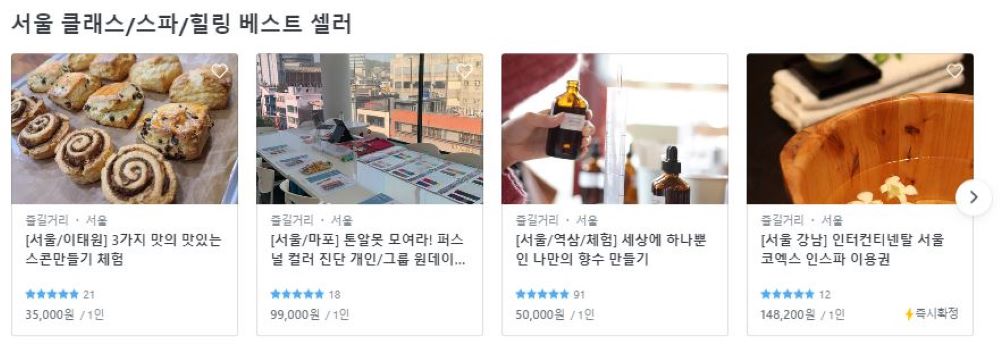 서울 클래스/스파/힐링 베스트 셀러
즐길거리 · 서울
[서울/이태원] 3가지 맛의 맛있는
스콘만들기 체험
21
35,000원 / 1인
즐길거리 · 서울
[서울/마포] 톤알못 모여라! 퍼스
널 컬러 진단 개인/그룹 원데이...
18
99,000원 / 1인
즐길거리 · 서울
[서울/역삼/체험] 세상에 하나뿐
인 나만의 향수 만들기
91
50,000원 / 1인
즐길거리 · 서울
[서울 강남] 인터컨티넨탈 서울
코엑스 인스파 이용권
12
148,200원 / 1인
즉시확정